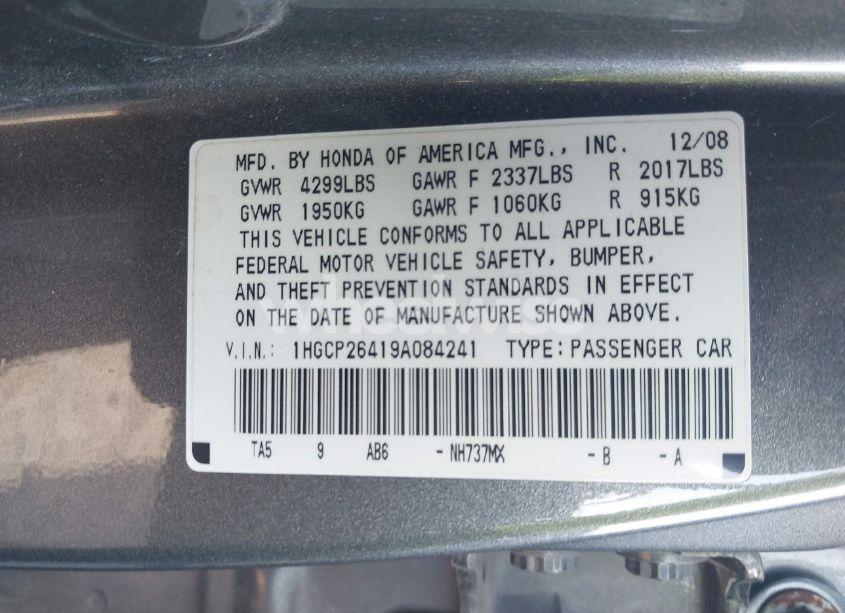 MFD. BY HONDA OF AMERICA MFG., INC. 12/08
GVWR 4299LBS GAWR F 2337LBS R 2017LBS
GVWR 1950KG GAWR F 1060KG R 915KG
THIS VEHICLE CONFORMS TO ALL APPLICABLE
FEDERAL MOTOR VEHICLE SAFETY, BUMPER,
AND THEFT PREVENTION STANDARDS IN EFFECT
ON THE DATE OF MANUFACTURE SHOWN ABOVE.
V.I.N.: 1HGCP26419A084241 TYPE: PASSENGER CAR
TA5 9 AB6 -NH737MX -B -A